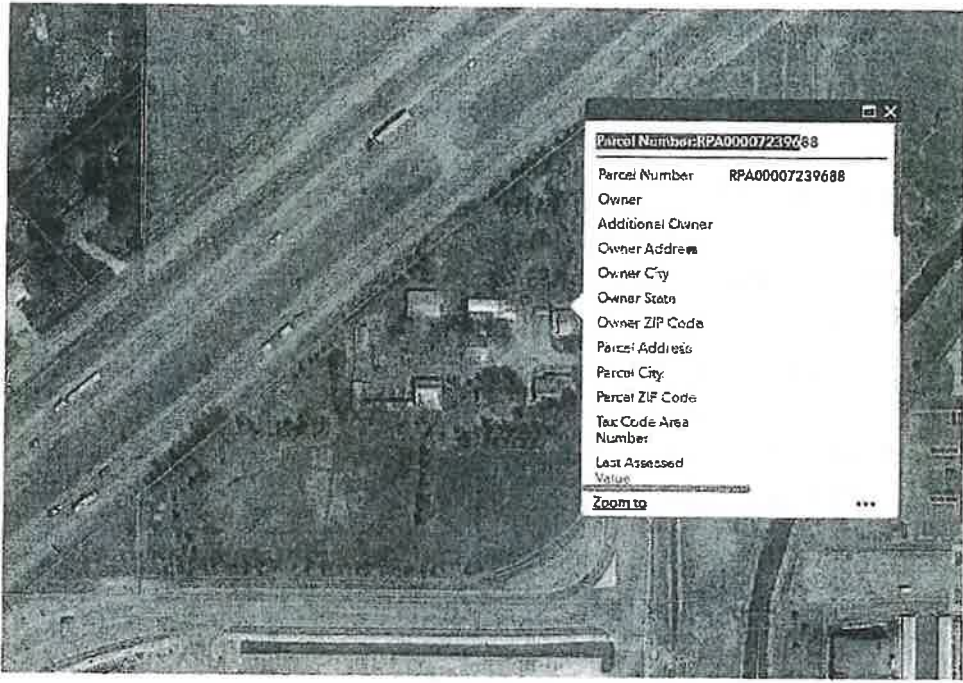 Parcel Number:RPA00007239688
Parcel Number RPA00007239688
Owner
Additional Owner
Owner Address
Owner City
Owner State
Owner ZIP Code
Parcel Address
Parcel City
Parcel ZIP Code
Tax Code Area
Number
Last Assessed
Value
Zoom to